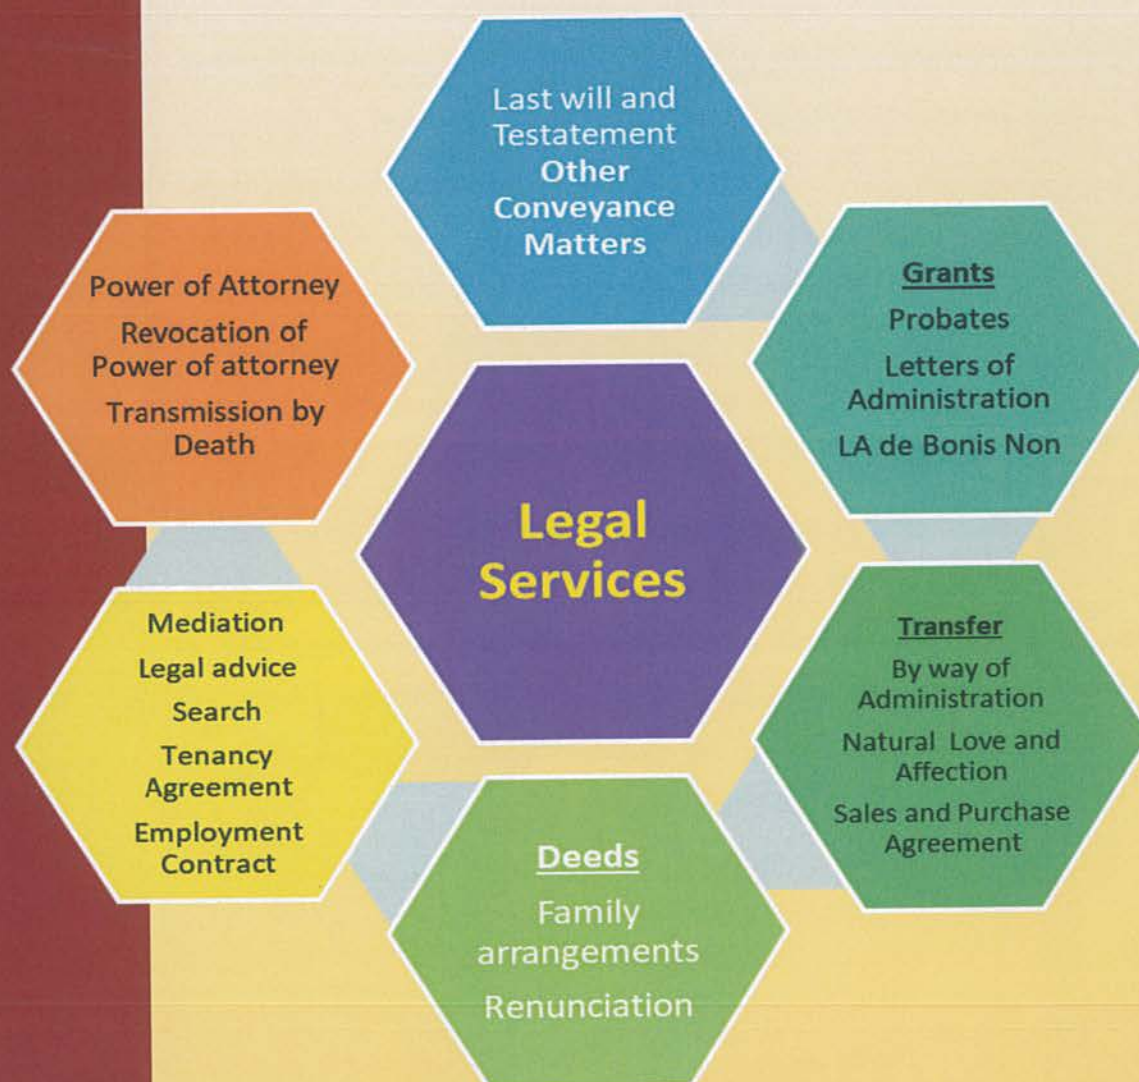 Last will and
Testatement
Other
Conveyance
Matters
Grants
Probates
Letters of
Administration
LA de Bonis Non
Transfer
By way of
Administration
Natural Love and
Affection
Sales and Purchase
Agreement
Deeds
Family
arrangements
Renunciation
Mediation
Legal advice
Search
Tenancy
Agreement
Employment
Contract
Power of Attorney
Revocation of
Power of attorney
Transmission by
Death
Legal
Services